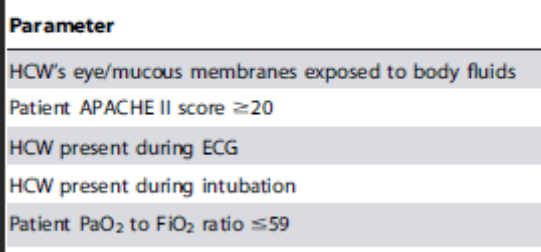 Parameter
HCW's eye/mucous membranes exposed to body fluids
Patient APACHE II score ≥20
HCW present during ECG
HCW present during intubation
Patient PaO₂ to FiO₂ ratio ≤59